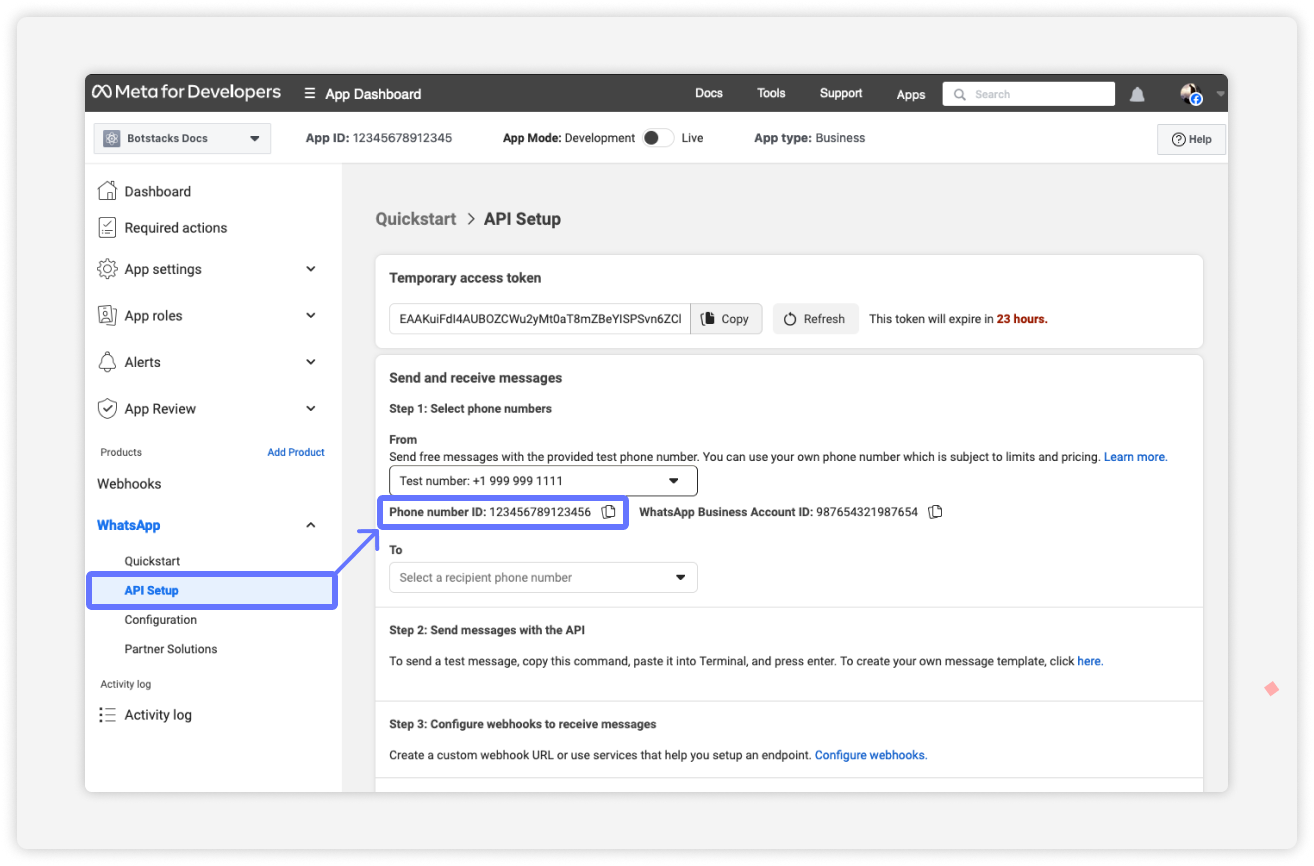 Meta for Developers
App Dashboard
Docs
Tools
Support
Apps
Search
Botstacks Docs
App ID: 12345678912345
App Mode: Development
Live
App type: Business
Help
Dashboard
Required actions
App settings
App roles
Alerts
App Review
Products
Add Product
Webhooks
WhatsApp
Quickstart
API Setup
Configuration
Partner Solutions
Activity log
Activity log
Quickstart > API Setup
Temporary access token
EAAKuiFdI4AUBOZCWu2yMt0aT8mZBeYISPSvn6ZCl
Copy
Refresh
This token will expire in 23 hours.
Send and receive messages
Step 1: Select phone numbers
From
Send free messages with the provided test phone number. You can use your own phone number which is subject to limits and pricing. Learn more.
Test number: +1 999 999 1111
Phone number ID: 123456789123456
WhatsApp Business Account ID: 987654321987654
To
Select a recipient phone number
Step 2: Send messages with the API
To send a test message, copy this command, paste it into Terminal, and press enter. To create your own message template, click here.
Step 3: Configure webhooks to receive messages
Create a custom webhook URL or use services that help you setup an endpoint. Configure webhooks.